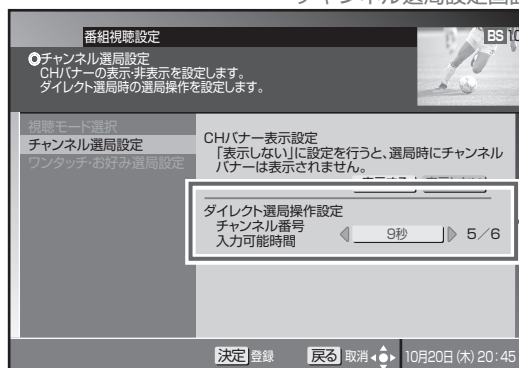 番組視聴設定
チャンネル選局設定
CHバナーの表示・非表示を設定します。
ダイレクト選局時の選局操作を設定します。
BS 10
視聴モード選択
チャンネル選局設定
ワンタッチ・お好み選局設定
CHバナー表示設定
「表示しない」に設定を行うと、選局時にチャンネル
バナーは表示されません。
ダイレクト選局操作設定
チャンネル番号
入力可能時間
9秒
5/6
決定 登録 戻る 取消 10月20日(木) 20:45